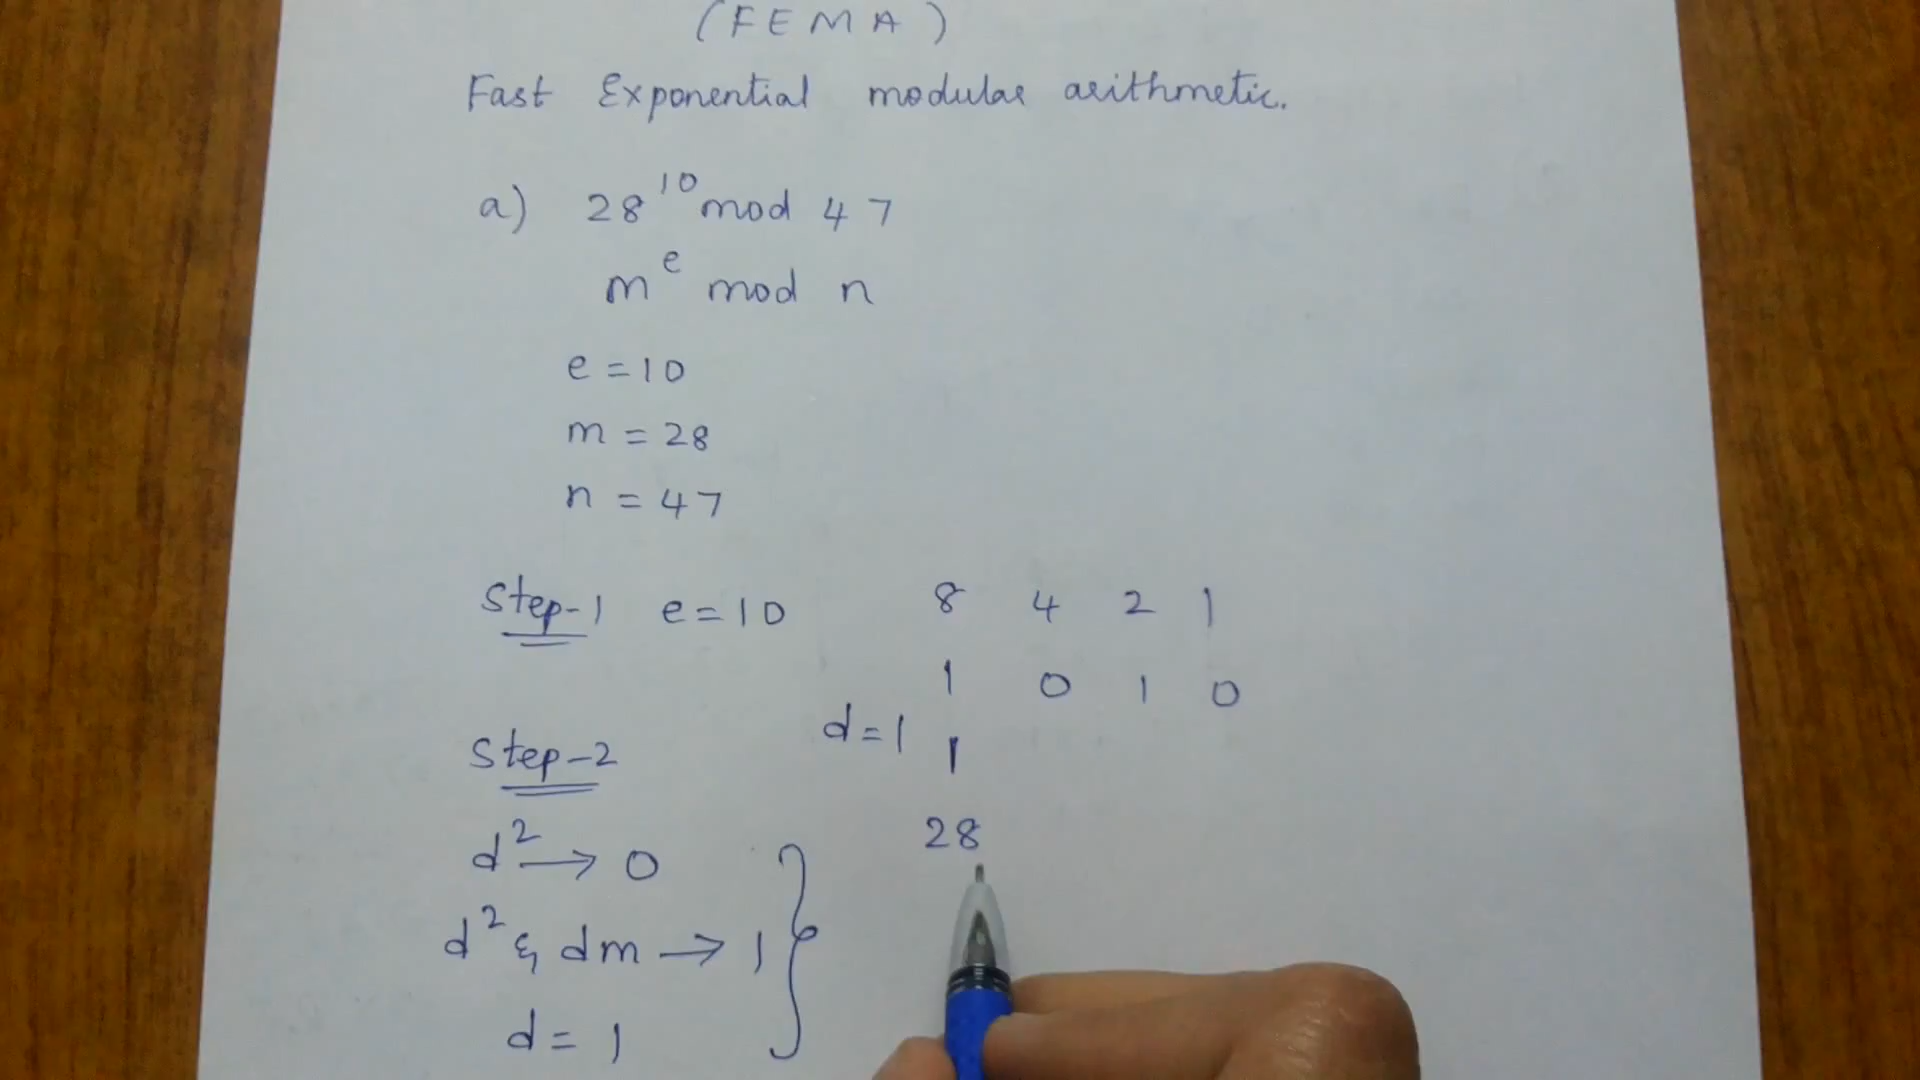 (FEMA)
Fast Exponential modular arithmetic.
a) 28^10 mod 47
m^e mod n
e = 10
m = 28
n = 47
Step-1 e = 10 8 4 2 1
1 0 1 0
Step-2 d = 1 1
28
d² → 0
d² & dm → 1 }
d = 1